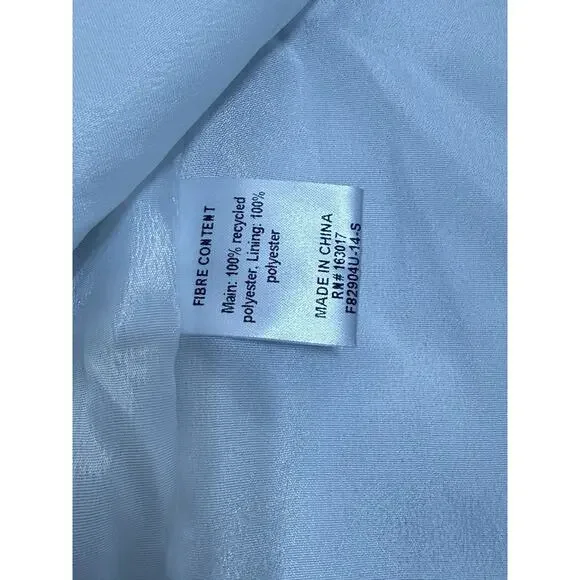 FIBRE CONTENT
Main: 100% recycled
polyester, Lining: 100%
polyester
MADE IN CHINA
RN# 163017
F82904U-14-S